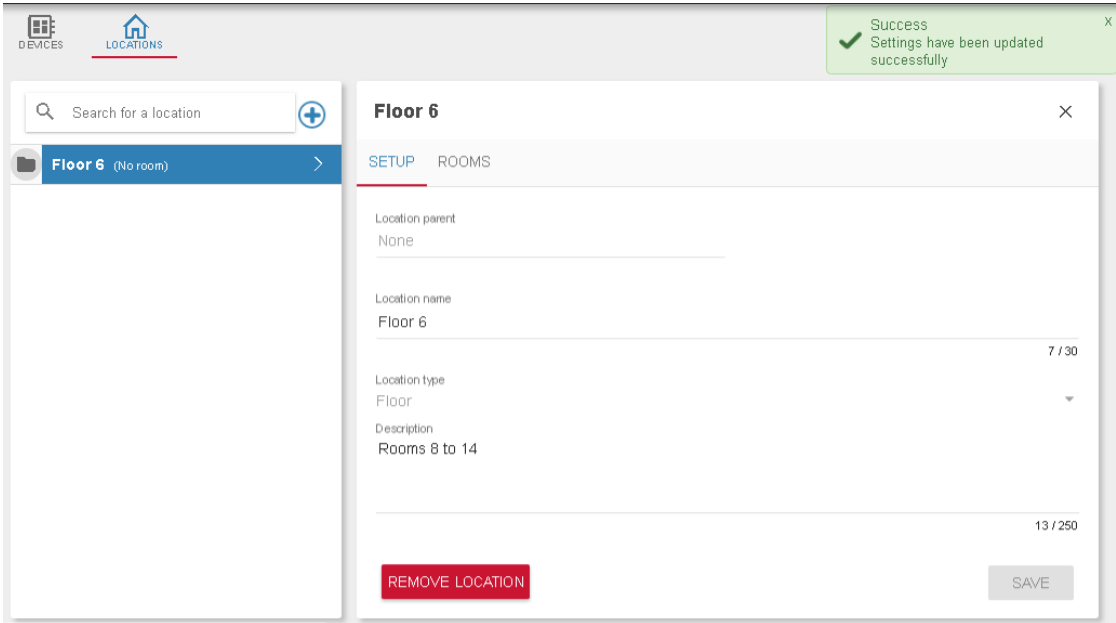 DEVICES
LOCATIONS
Success
Settings have been updated
successfully
X
Search for a location
Floor 6 (No room)
Floor 6
SETUP ROOMS
Location parent
None
Location name
Floor 6
7 / 30
Location type
Floor
Description
Rooms 8 to 14
13 / 250
REMOVE LOCATION
SAVE